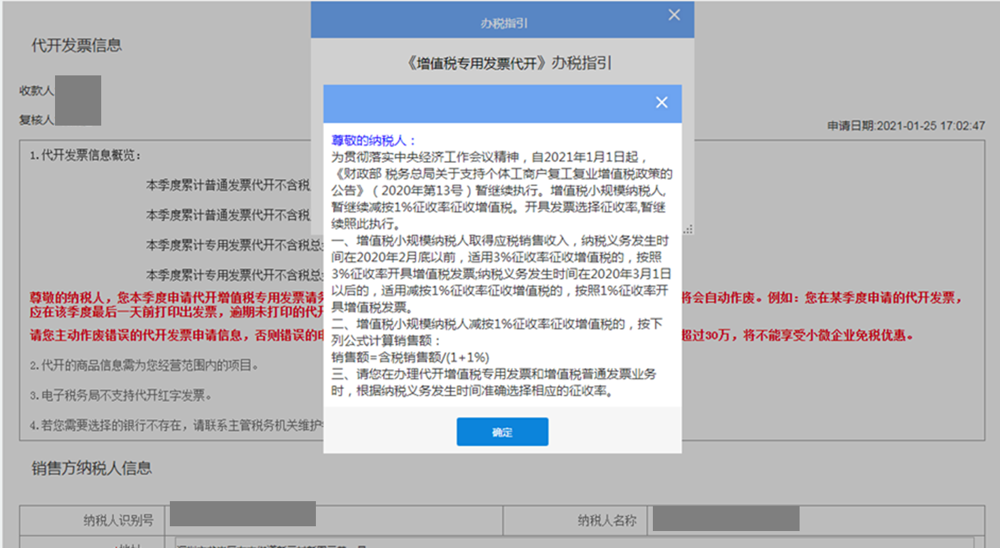 办税指引
《增值税专用发票代开》办税指引
代开发票信息
收款人
复核人
申请日期:2021-01-25 17:02:47
尊敬的纳税人：
为贯彻落实中央经济工作会议精神，自2021年1月1日起，
《财政部 税务总局关于支持个体工商户复工复业增值税政策的
公告》（2020年第13号）暂继续执行。增值税小规模纳税人,
暂继续减按1%征收率征收增值税。开具发票选择征收率,暂继
续照此执行。
一、增值税小规模纳税人取得应税销售收入，纳税义务发生时
间在2020年2月底以前，适用3%征收率征收增值税的，按照
3%征收率开具增值税发票;纳税义务发生时间在2020年3月1日
以后的，适用减按1%征收率征收增值税的，按照1%征收率开
具增值税发票。
二、增值税小规模纳税人减按1%征收率征收增值税的，按下
列公式计算销售额：
销售额=含税销售额/(1+1%)
三、请您在办理代开增值税专用发票和增值税普通发票业务
时，根据纳税义务发生时间准确选择相应的征收率。
确定
1.代开发票信息概览：
本季度累计普通发票代开不含税
本季度累计普通发票代开不含税
本季度累计专用发票代开不含税总
本季度累计专用发票代开不含税总
尊敬的纳税人，您本季度申请代开增值税专用发票请 将会自动作废。例如：您在某季度申请的代开发票，
应在该季度最后一天前打印出发票，逾期未打印的代
请您主动作废错误的代开发票申请信息，否则错误的 超过30万，将不能享受小微企业免税优惠。
2.代开的商品信息需为您经营范围内的项目。
3.电子税务局不支持代开红字发票。
4.若您需要选择的银行不存在，请联系主管税务机关维护
销售方纳税人信息
纳税人识别号
纳税人名称